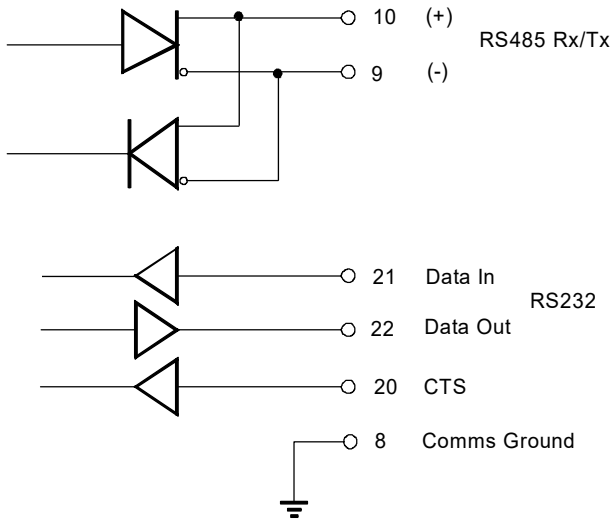 10 (+)
RS485 Rx/Tx
9 (-)
21 Data In
RS232
22 Data Out
20 CTS
8 Comms Ground